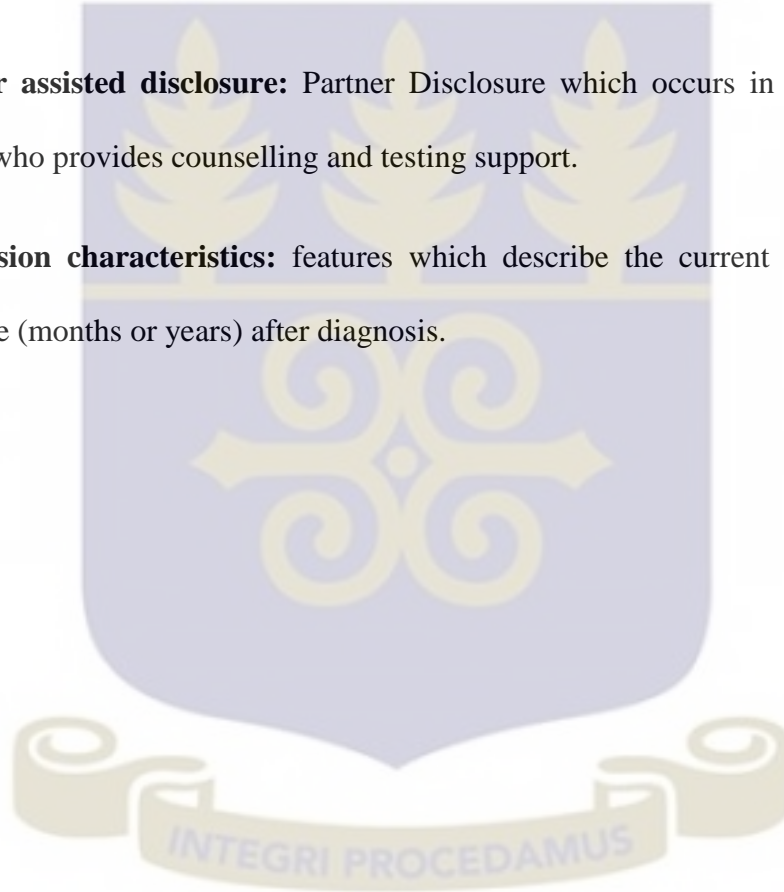 r assisted disclosure: Partner Disclosure which occurs in
who provides counselling and testing support.
sion characteristics: features which describe the current
e (months or years) after diagnosis.
INTEGRI PROCEDAMUS